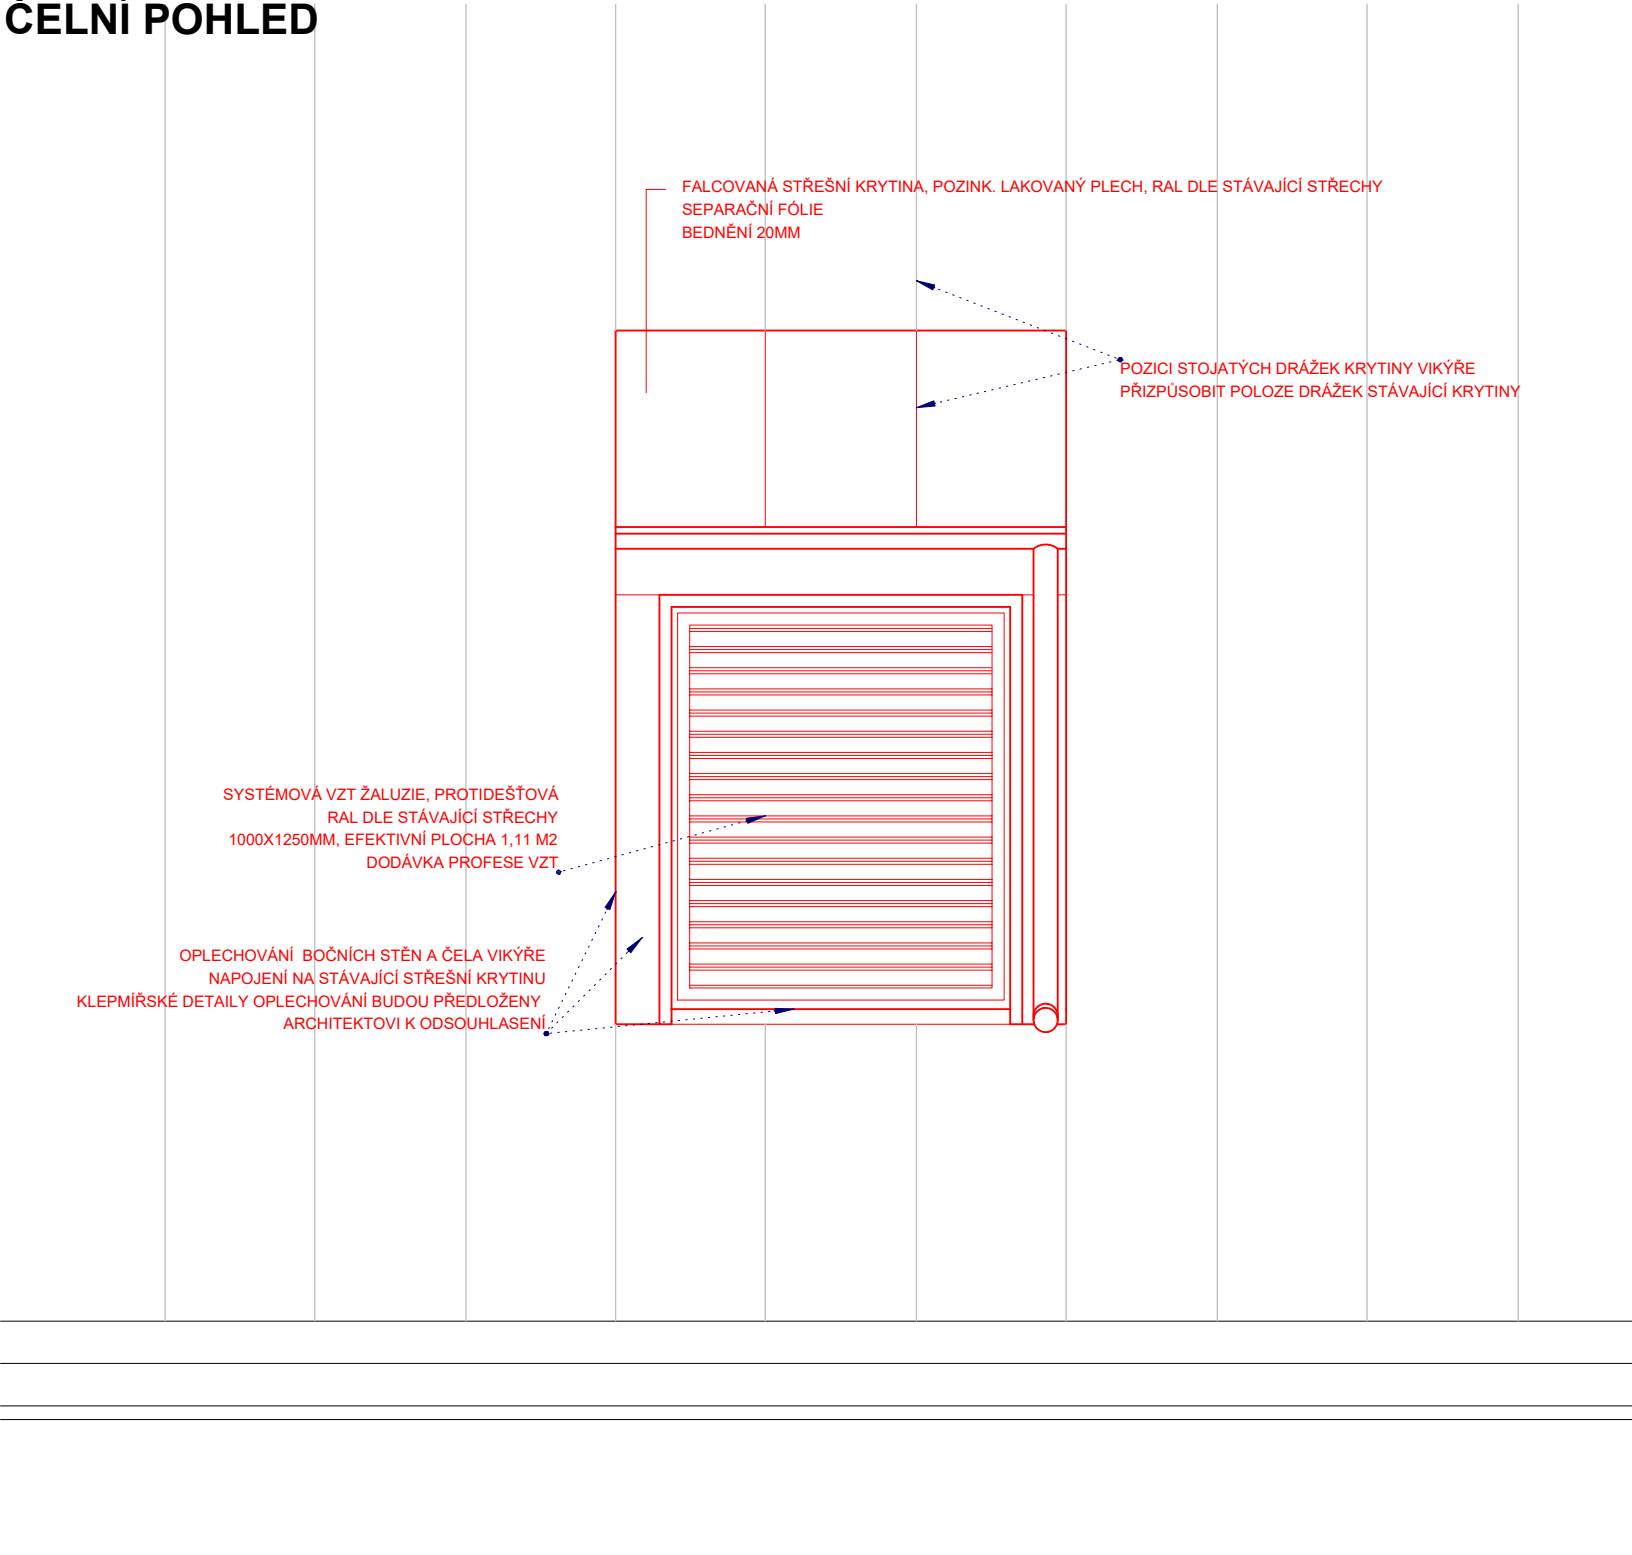 ČELNÍ POHLED
FALCOVANÁ STŘEŠNÍ KRYTINA, POZINK. LAKOVANÝ PLECH, RAL DLE STÁVAJÍCÍ STŘECHY
SEPARAČNÍ FÓLIE
BEDNĚNÍ 20MM
POZICI STOJATÝCH DRÁŽEK KRYTINY VIKÝŘE
PŘIZPŮSOBIT POLOZE DRÁŽEK STÁVAJÍCÍ KRYTINY
SYSTÉMOVÁ VZT ŽALUZIE, PROTIDEŠŤOVÁ
RAL DLE STÁVAJÍCÍ STŘECHY
1000X1250MM, EFEKTIVNÍ PLOCHA 1,11 M2
DODÁVKA PROFESE VZT
OPLECHOVÁNÍ  BOČNÍCH STĚN A ČELA VIKÝŘE
NAPOJENÍ NA STÁVAJÍCÍ STŘEŠNÍ KRYTINU
KLEPMÍŘSKÉ DETAILY OPLECHOVÁNÍ BUDOU PŘEDLOŽENY
ARCHITEKTOVI K ODSOUHLASENÍ